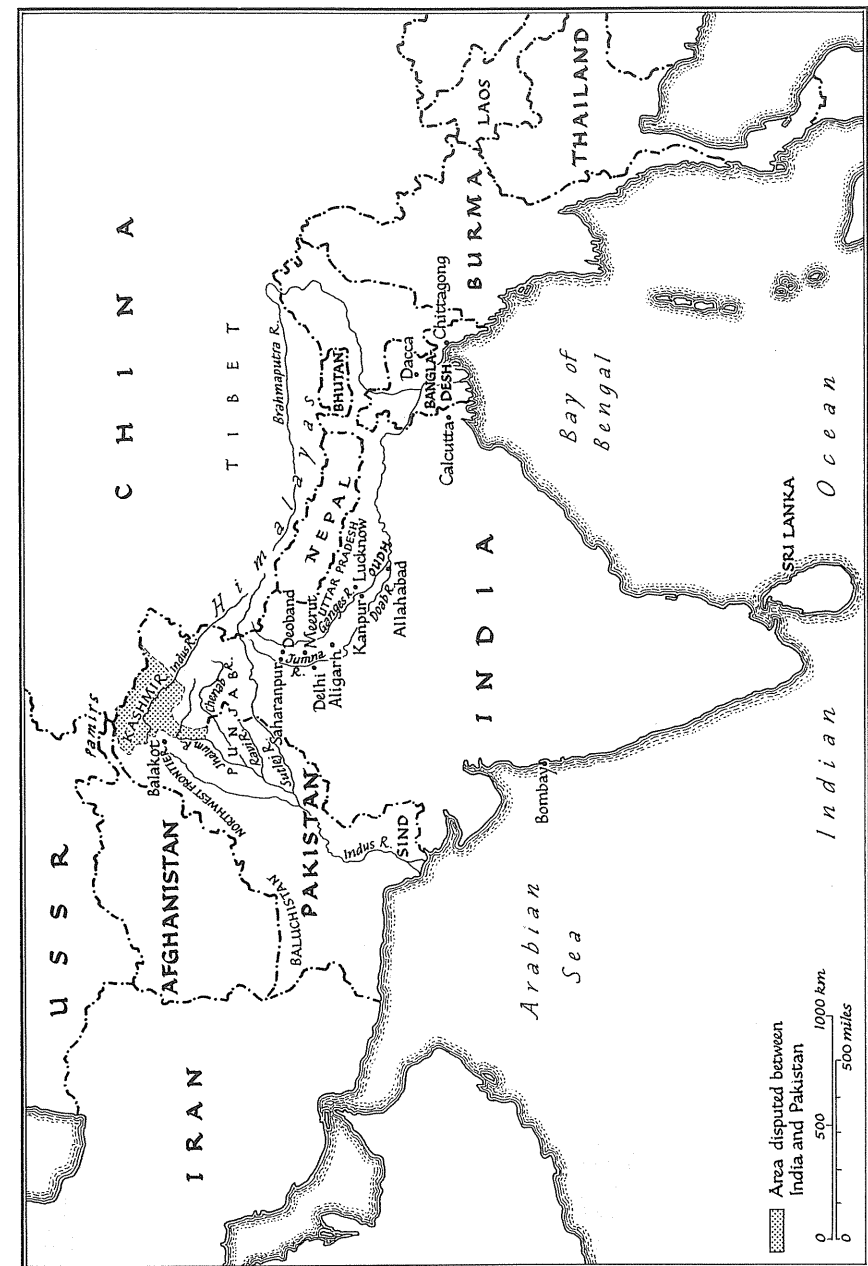 USSR
CHINA
IRAN
AFGHANISTAN
Pamirs
KASHMIR
Balakot
NORTHWEST FRONTIER
Indus R.
Jhelum R.
Chenab R.
PUNJAB
Ravi R.
Sutlej R.
TIBET
Himalayas
Brahmaputra R.
PAKISTAN
BALUCHISTAN
Indus R.
SIND
Saharanpur
Deoband
Jumna
R.
Meerut
Delhi
Aligarh
UTTAR PRADESH
Ganges R.
NEPAL
Lucknow
Kanpur
OUDH
Doab R.
Allahabad
BHUTAN
Dacca
BANGLA
DESH
Chittagong
Calcutta
BURMA
LAOS
THAILAND
INDIA
Bombay
Arabian
Sea
Bay of
Bengal
SRI LANKA
Indian Ocean
Area disputed between
India and Pakistan
0 500 1000 km
0 500 miles